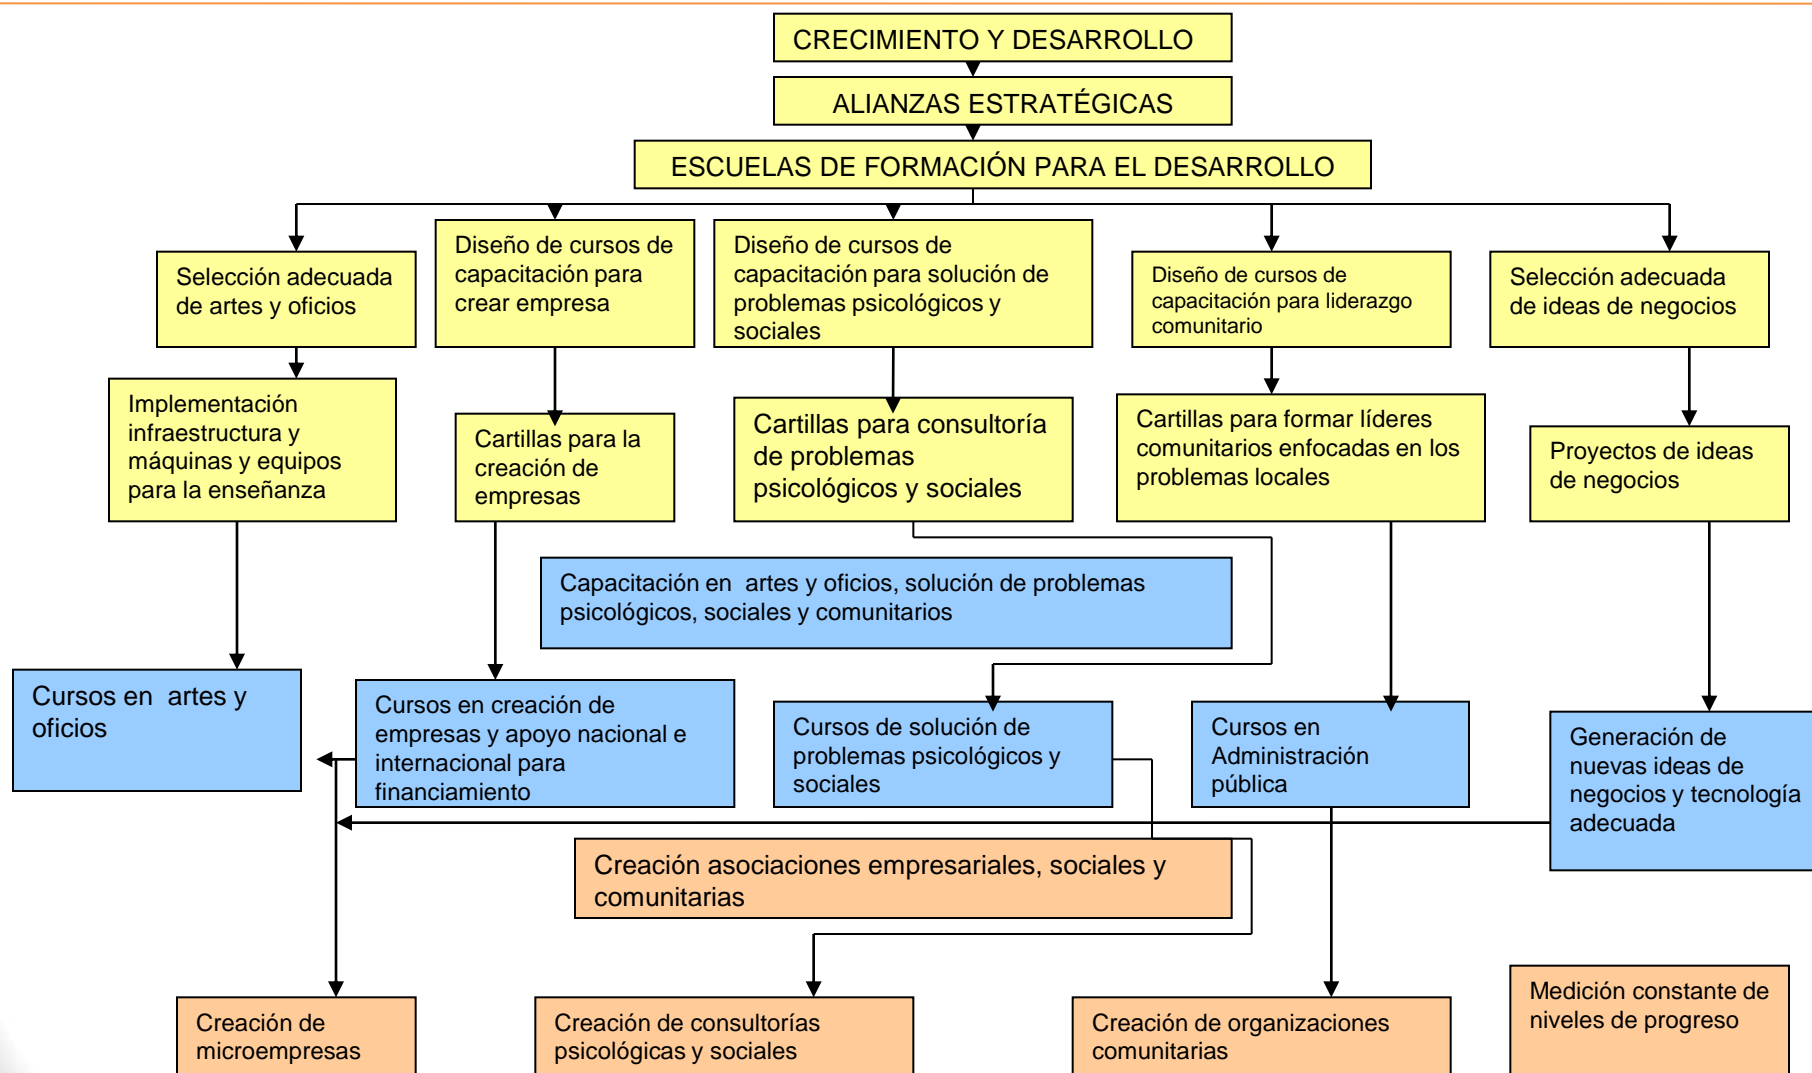 CRECIMIENTO Y DESARROLLO
ALIANZAS ESTRATÉGICAS
ESCUELAS DE FORMACIÓN PARA EL DESARROLLO
Selección adecuada
de artes y oficios
Diseño de cursos de
capacitación para
crear empresa
Diseño de cursos de
capacitación para solución de
problemas psicológicos y
sociales
Diseño de cursos de
capacitación para liderazgo
comunitario
Selección adecuada
de ideas de negocios
Implementación
infraestructura y
máquinas y equipos
para la enseñanza
Cartillas para la
creación de
empresas
Cartillas para consultoría
de problemas
psicológicos y sociales
Cartillas para formar líderes
comunitarios enfocadas en los
problemas locales
Proyectos de ideas
de negocios
Capacitación en  artes y oficios, solución de problemas
psicológicos, sociales y comunitarios
Cursos en  artes y
oficios
Cursos en creación de
empresas y apoyo nacional e
internacional para
financiamiento
Cursos de solución de
problemas psicológicos y
sociales
Cursos en
Administración
pública
Generación de
nuevas ideas de
negocios y tecnología
adecuada
Creación asociaciones empresariales, sociales y
comunitarias
Creación de
microempresas
Creación de consultorías
psicológicas y sociales
Creación de organizaciones
comunitarias
Medición constante de
niveles de progreso